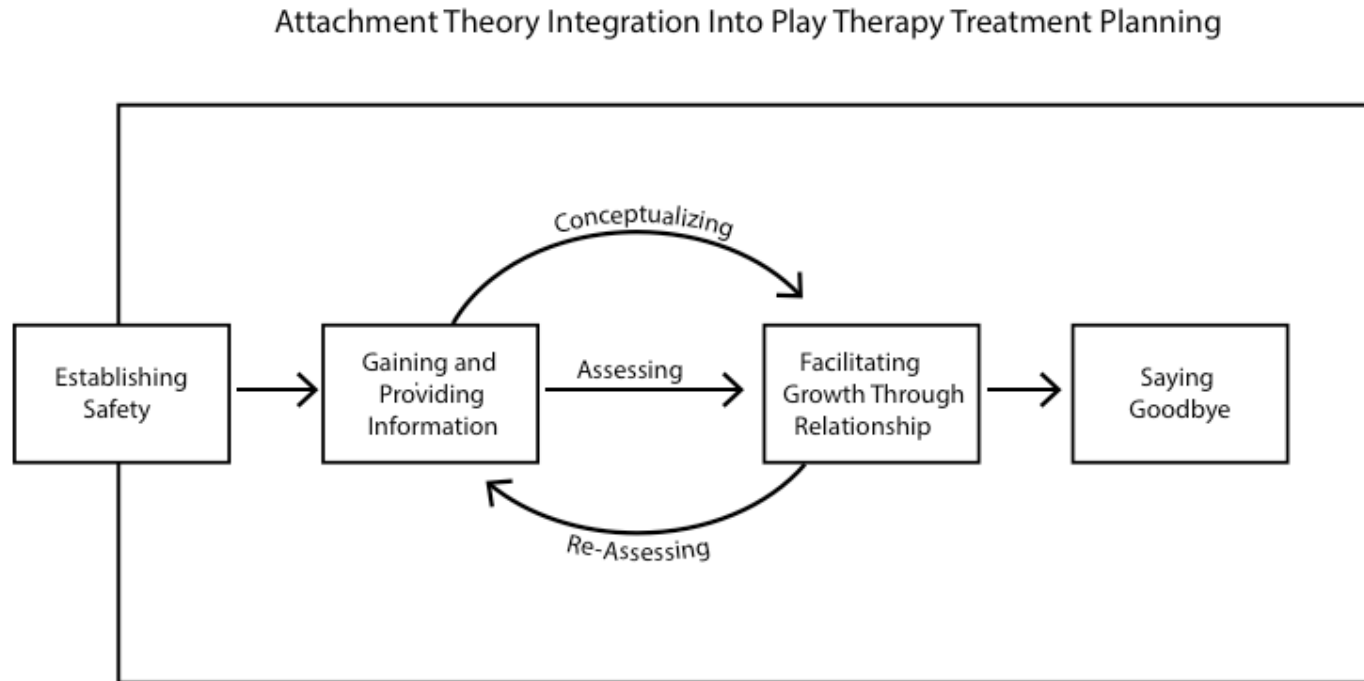 Attachment Theory Integration Into Play Therapy Treatment Planning
Conceptualizing
Establishing
Safety
Gaining and
Providing
Information
Assessing
Facilitating
Growth Through
Relationship
Saying
Goodbye
Re-Assessing